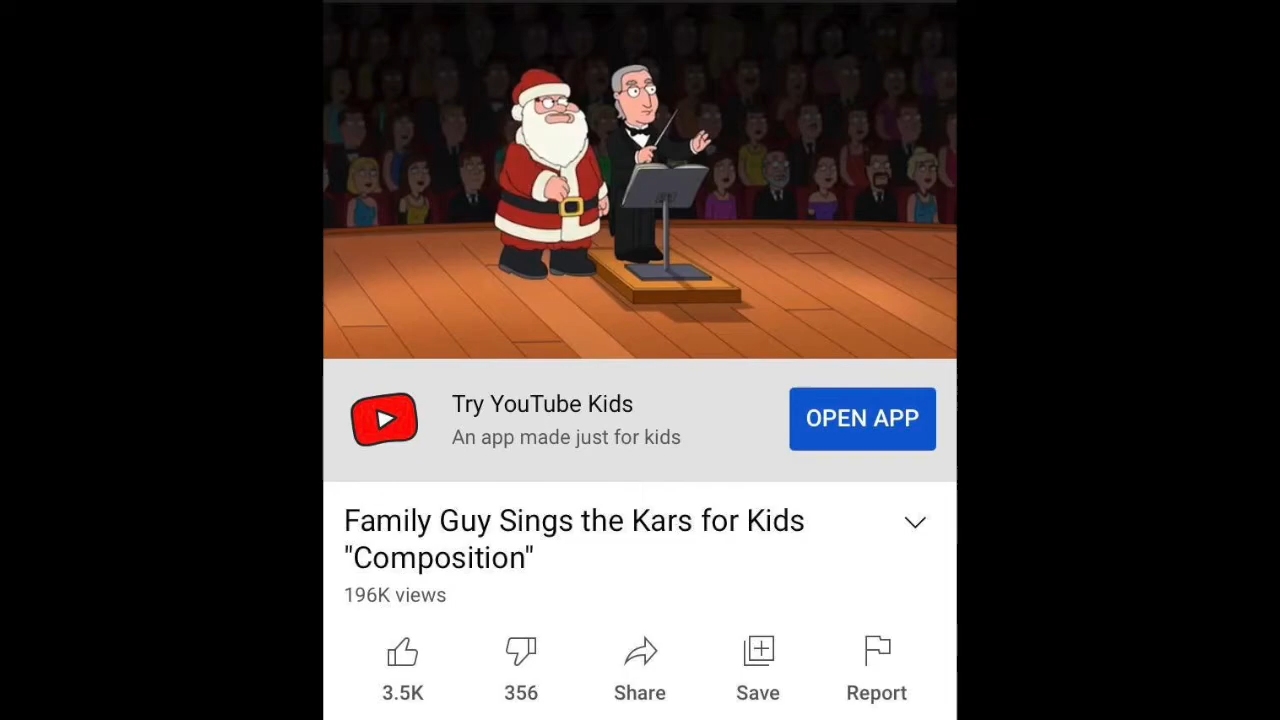 Try YouTube Kids
An app made just for kids
OPEN APP
Family Guy Sings the Kars for Kids
"Composition"
196K views
3.5K
356
Share
Save
Report